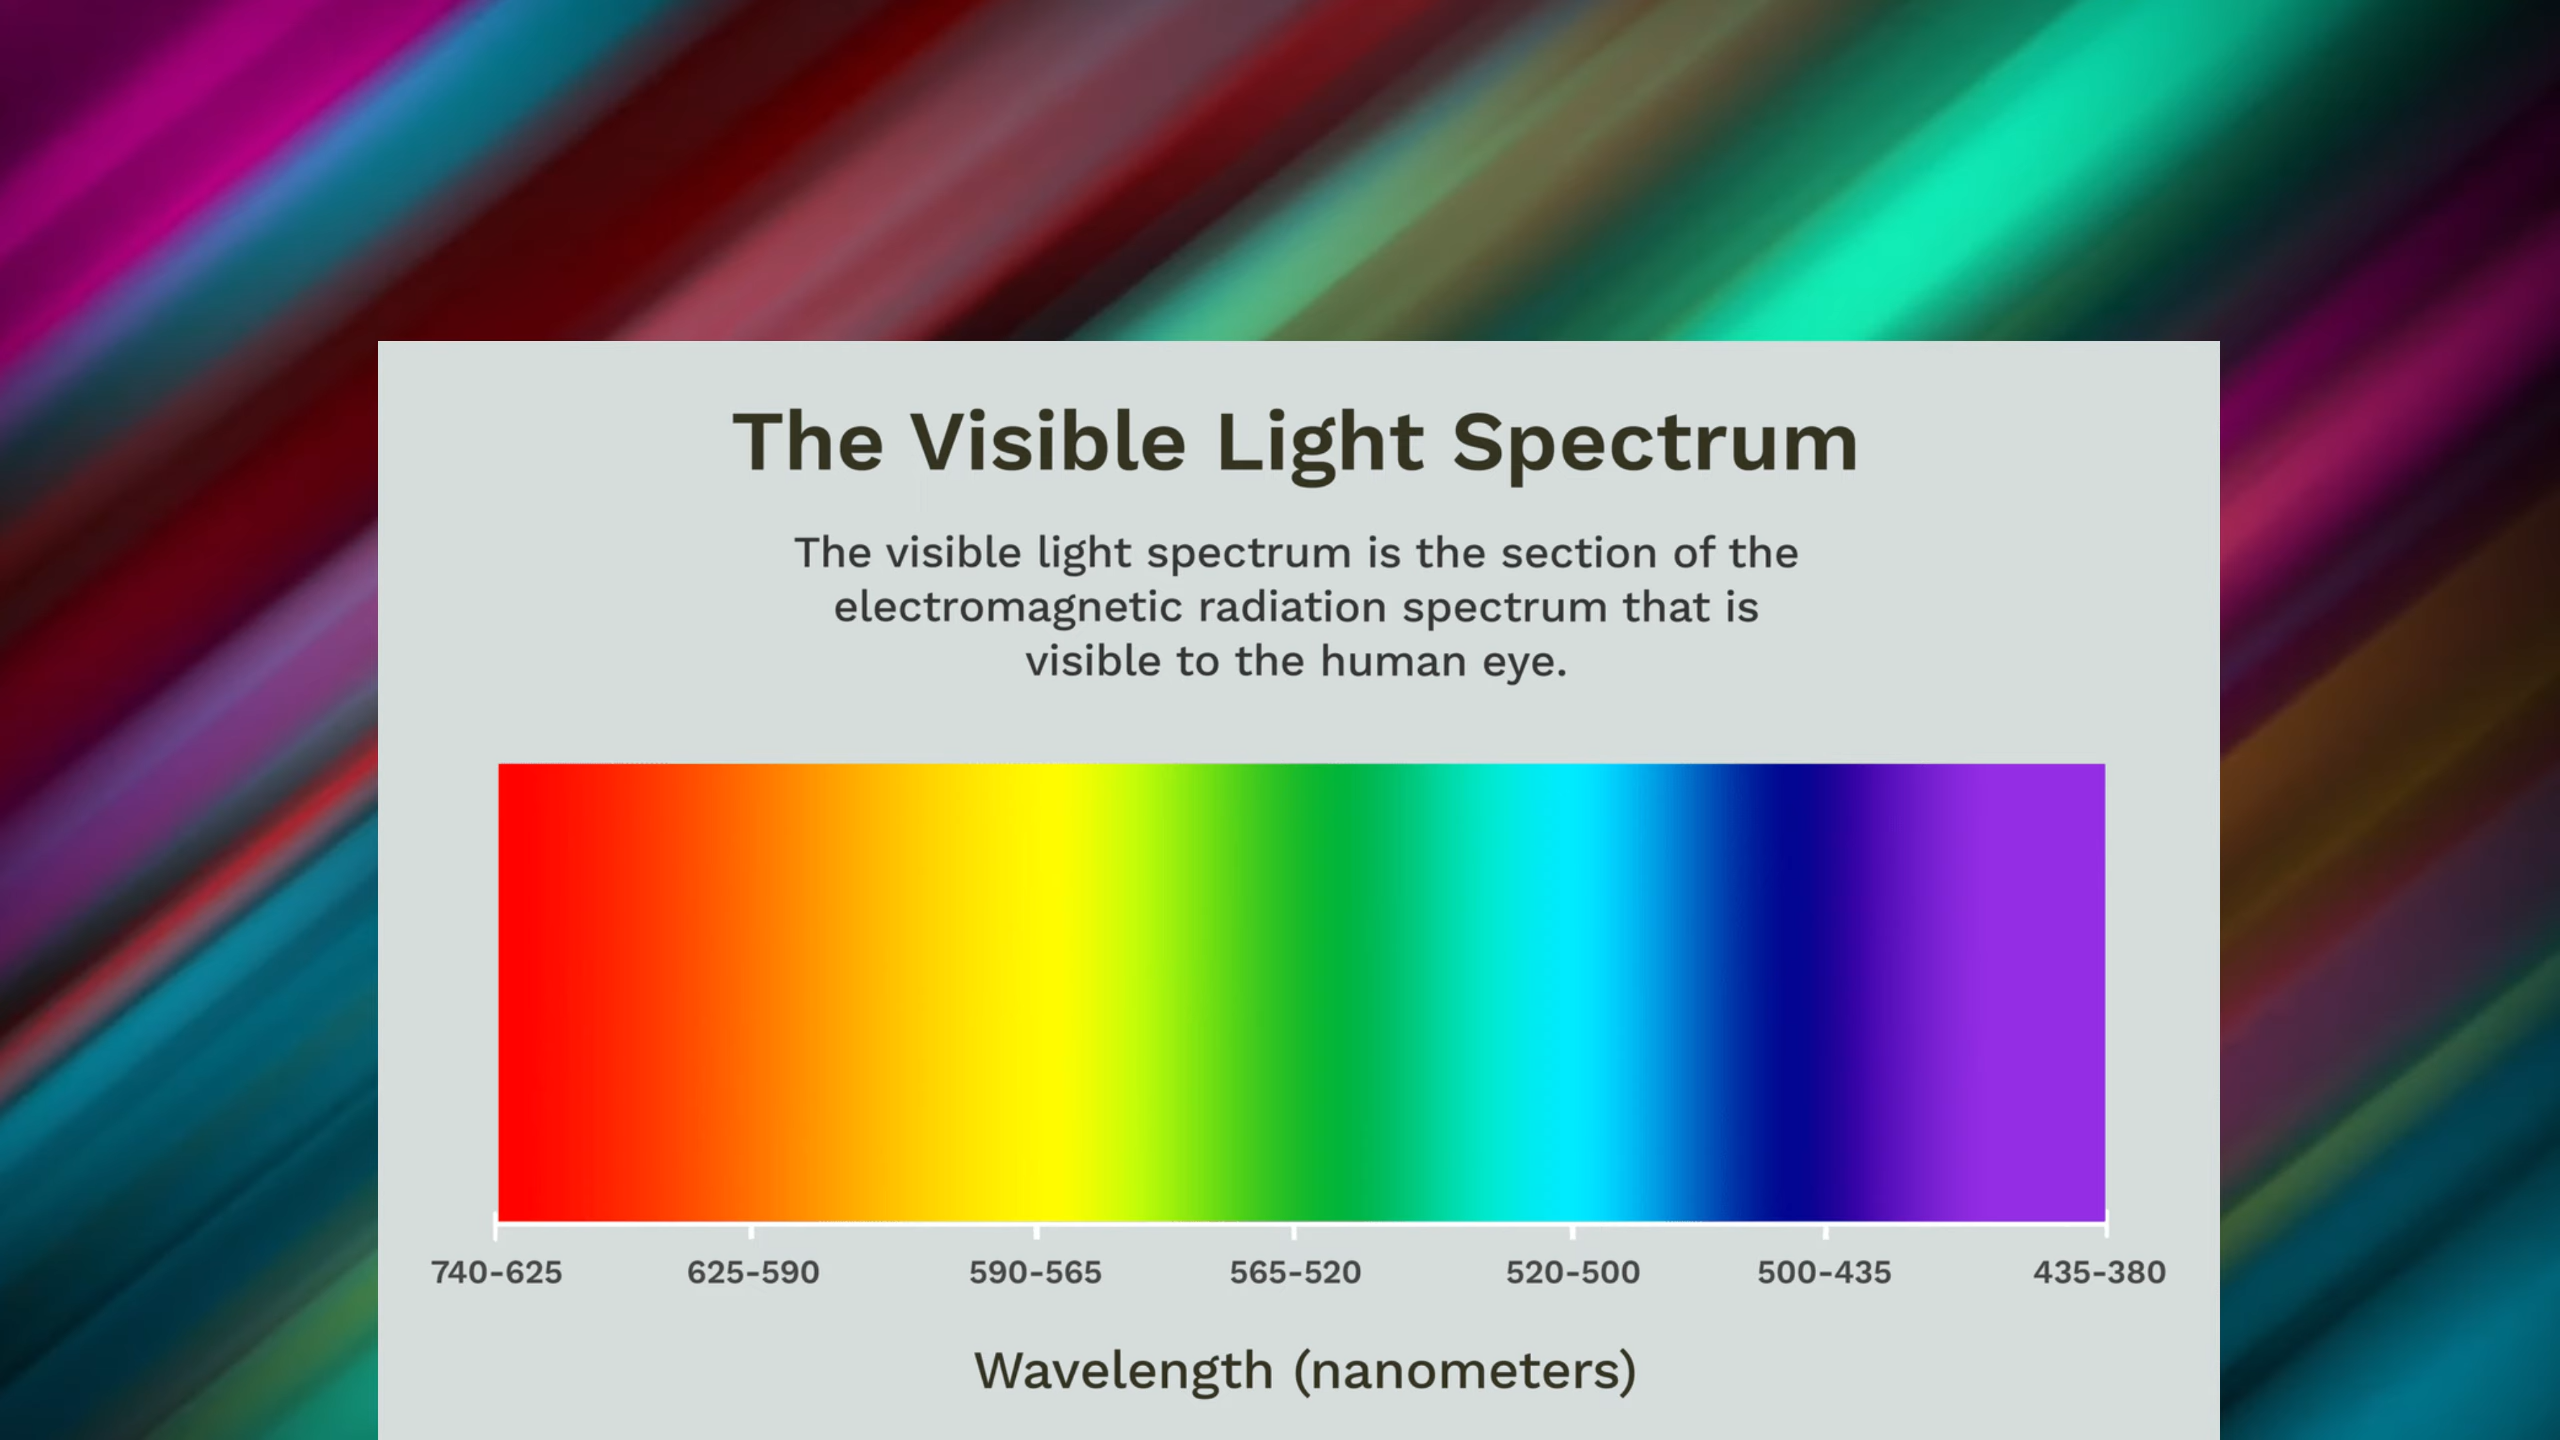 The Visible Light Spectrum
The visible light spectrum is the section of the
electromagnetic radiation spectrum that is
visible to the human eye.
740-625 625-590 590-565 565-520 520-500 500-435 435-380
Wavelength (nanometers)